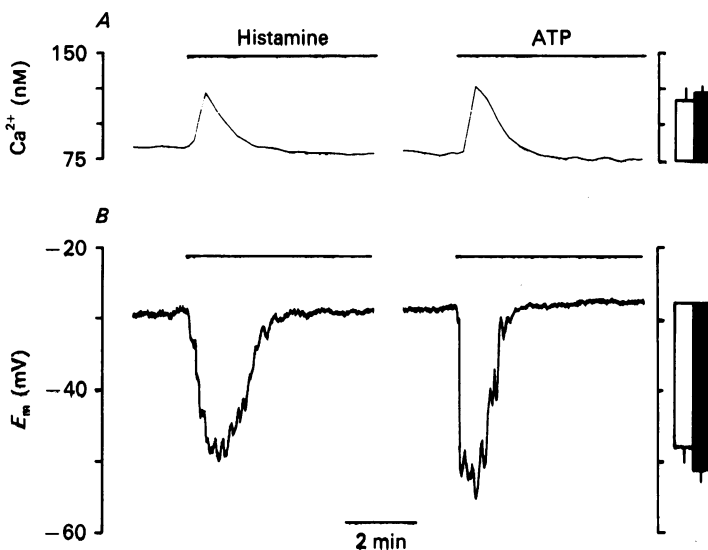 A
Histamine
ATP
150
Ca²⁺ (nM)
75
B
−20
−40
Eₘ (mV)
−60
2 min